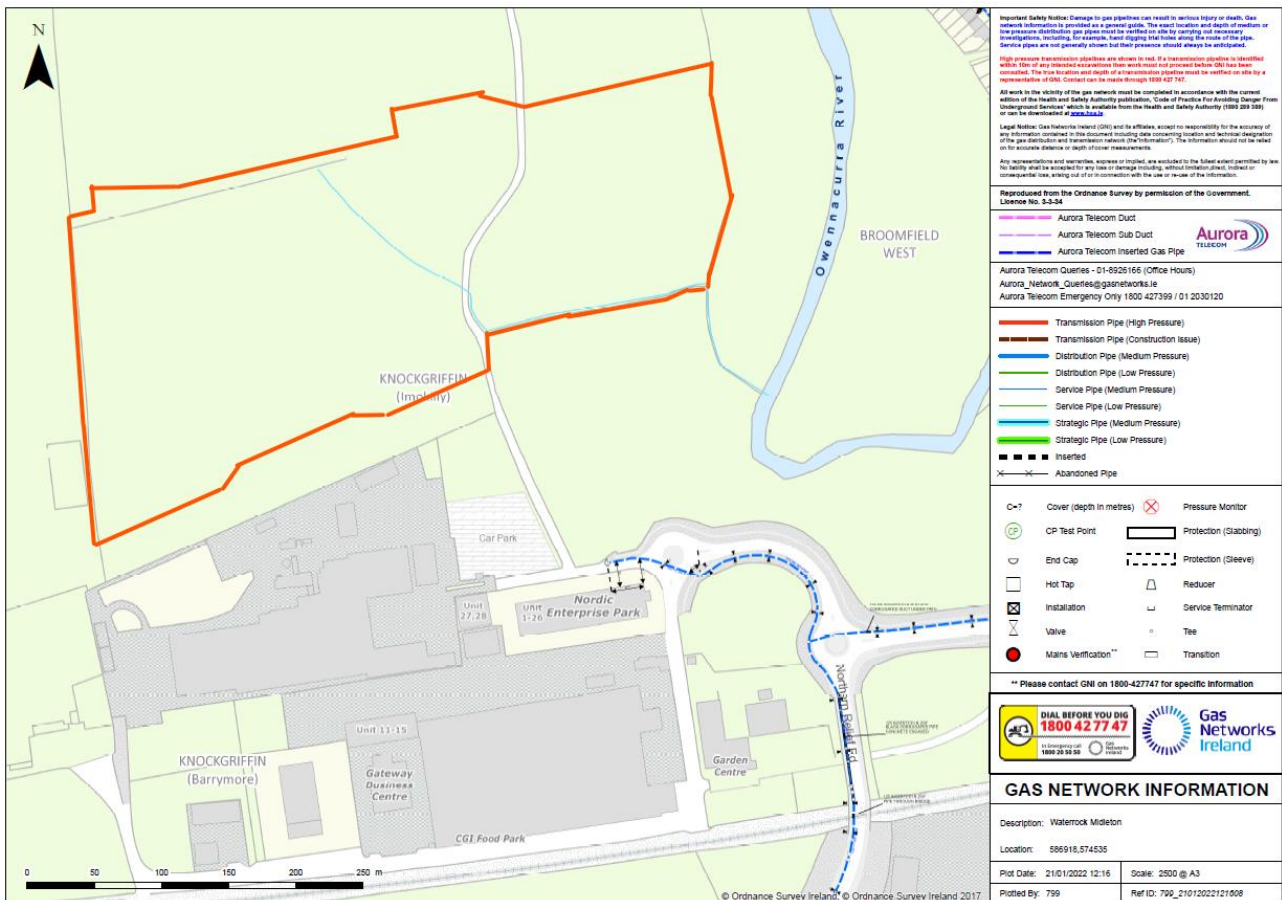 N
Owennacurra River
BROOMFIELD
WEST
KNOCKGRIFFIN
(Imokilly)
Car Park
Nordic
Enterprise Park
Unit
27,28
Unit
1-26
Northern Relief Rd
Unit 11-15
KNOCKGRIFFIN
(Barrymore)
Gateway
Business
Centre
Garden
Centre
CGI Food Park
0 50 100 150 200 250 m
© Ordnance Survey Ireland, © Ordnance Survey Ireland 2017
Important Safety Notice: Damage to gas pipelines can result in serious injury or death. Gas
network information is provided as a general guide. The exact location and depth of medium or
low pressure distribution gas pipes must be verified on site by carrying out necessary
investigations, including, for example, hand digging trial holes along the route of the pipe.
Service pipes are not generally shown but their presence should always be anticipated.
High pressure transmission pipelines are shown in red. If a transmission pipeline is identified
within 10m of any intended excavations then work must not proceed before GNI has been
consulted. The true location and depth of a transmission pipeline must be verified on site by a
representative of GNI. Contact can be made through 1800 427 747.
All work in the vicinity of the gas network must be completed in accordance with the current
edition of the Health and Safety Authority publication, 'Code of Practice For Avoiding Danger From
Underground Services' which is available from the Health and Safety Authority (1890 289 389)
or can be downloaded at www.hsa.ie
Legal Notice: Gas Networks Ireland (GNI) and its affiliates, accept no responsibility for the accuracy of
any information contained in this document including data concerning location and technical designation
of the gas distribution and transmission network (the"Information"). The information should not be relied
on for accurate distance or depth of cover measurements.
Any representations and warranties, express or implied, are excluded to the fullest extent permitted by law.
No liability shall be accepted for any loss or damage including, without limitation,direct, indirect or
consequential loss, arising out of or in connection with the use or re-use of the information.
Reproduced from the Ordnance Survey by permission of the Government.
Licence No. 3-3-34
Aurora Telecom Duct
Aurora Telecom Sub Duct
Aurora Telecom Inserted Gas Pipe
Aurora
TELECOM
Aurora Telecom Queries - 01-8926166 (Office Hours)
Aurora_Network_Queries@gasnetworks.ie
Aurora Telecom Emergency Only 1800 427399 / 01 2030120
Transmission Pipe (High Pressure)
Transmission Pipe (Construction Issue)
Distribution Pipe (Medium Pressure)
Distribution Pipe (Low Pressure)
Service Pipe (Medium Pressure)
Service Pipe (Low Pressure)
Strategic Pipe (Medium Pressure)
Strategic Pipe (Low Pressure)
Inserted
Abandoned Pipe
C=? Cover (depth in metres) Pressure Monitor
CP CP Test Point Protection (Slabbing)
End Cap Protection (Sleeve)
Hot Tap Reducer
Installation Service Terminator
Valve Tee
Mains Verification** Transition
** Please contact GNI on 1800-427747 for specific information
DIAL BEFORE YOU DIG
1800 42 77 47
In Emergency call
1800 20 50 50
Gas
Networks
Ireland
Gas
Networks
Ireland
GAS NETWORK INFORMATION
Description: Waterrock Midleton
Location: 586918,574535
Plot Date: 21/01/2022 12:16 Scale: 2500 @ A3
Plotted By: 799 Ref ID: 799_21012022121608